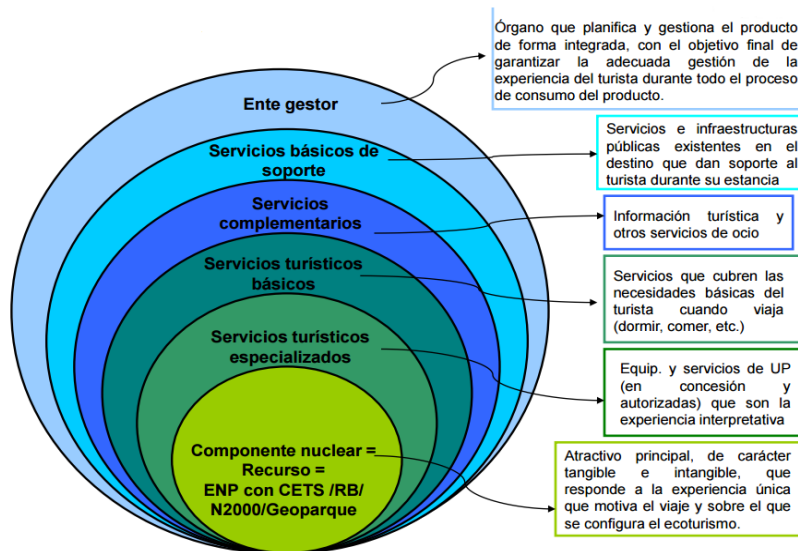 Órgano que planifica y gestiona el producto
de forma integrada, con el objetivo final de
garantizar la adecuada gestión de la
experiencia del turista durante todo el proceso
de consumo del producto.
Ente gestor
Servicios básicos de
soporte
Servicios e infraestructuras
públicas existentes en el
destino que dan soporte al
turista durante su estancia
Servicios
complementarios
Información turística y
otros servicios de ocio
Servicios turísticos
básicos
Servicios que cubren las
necesidades básicas del
turista cuando viaja
(dormir, comer, etc.)
Servicios turísticos
especializados
Equip. y servicios de UP
(en concesión y
autorizadas) que son la
experiencia interpretativa
Componente nuclear =
Recurso =
ENP con CETS /RB/
N2000/Geoparque
Atractivo principal, de carácter
tangible e intangible, que
responde a la experiencia única
que motiva el viaje y sobre el que
se configura el ecoturismo.